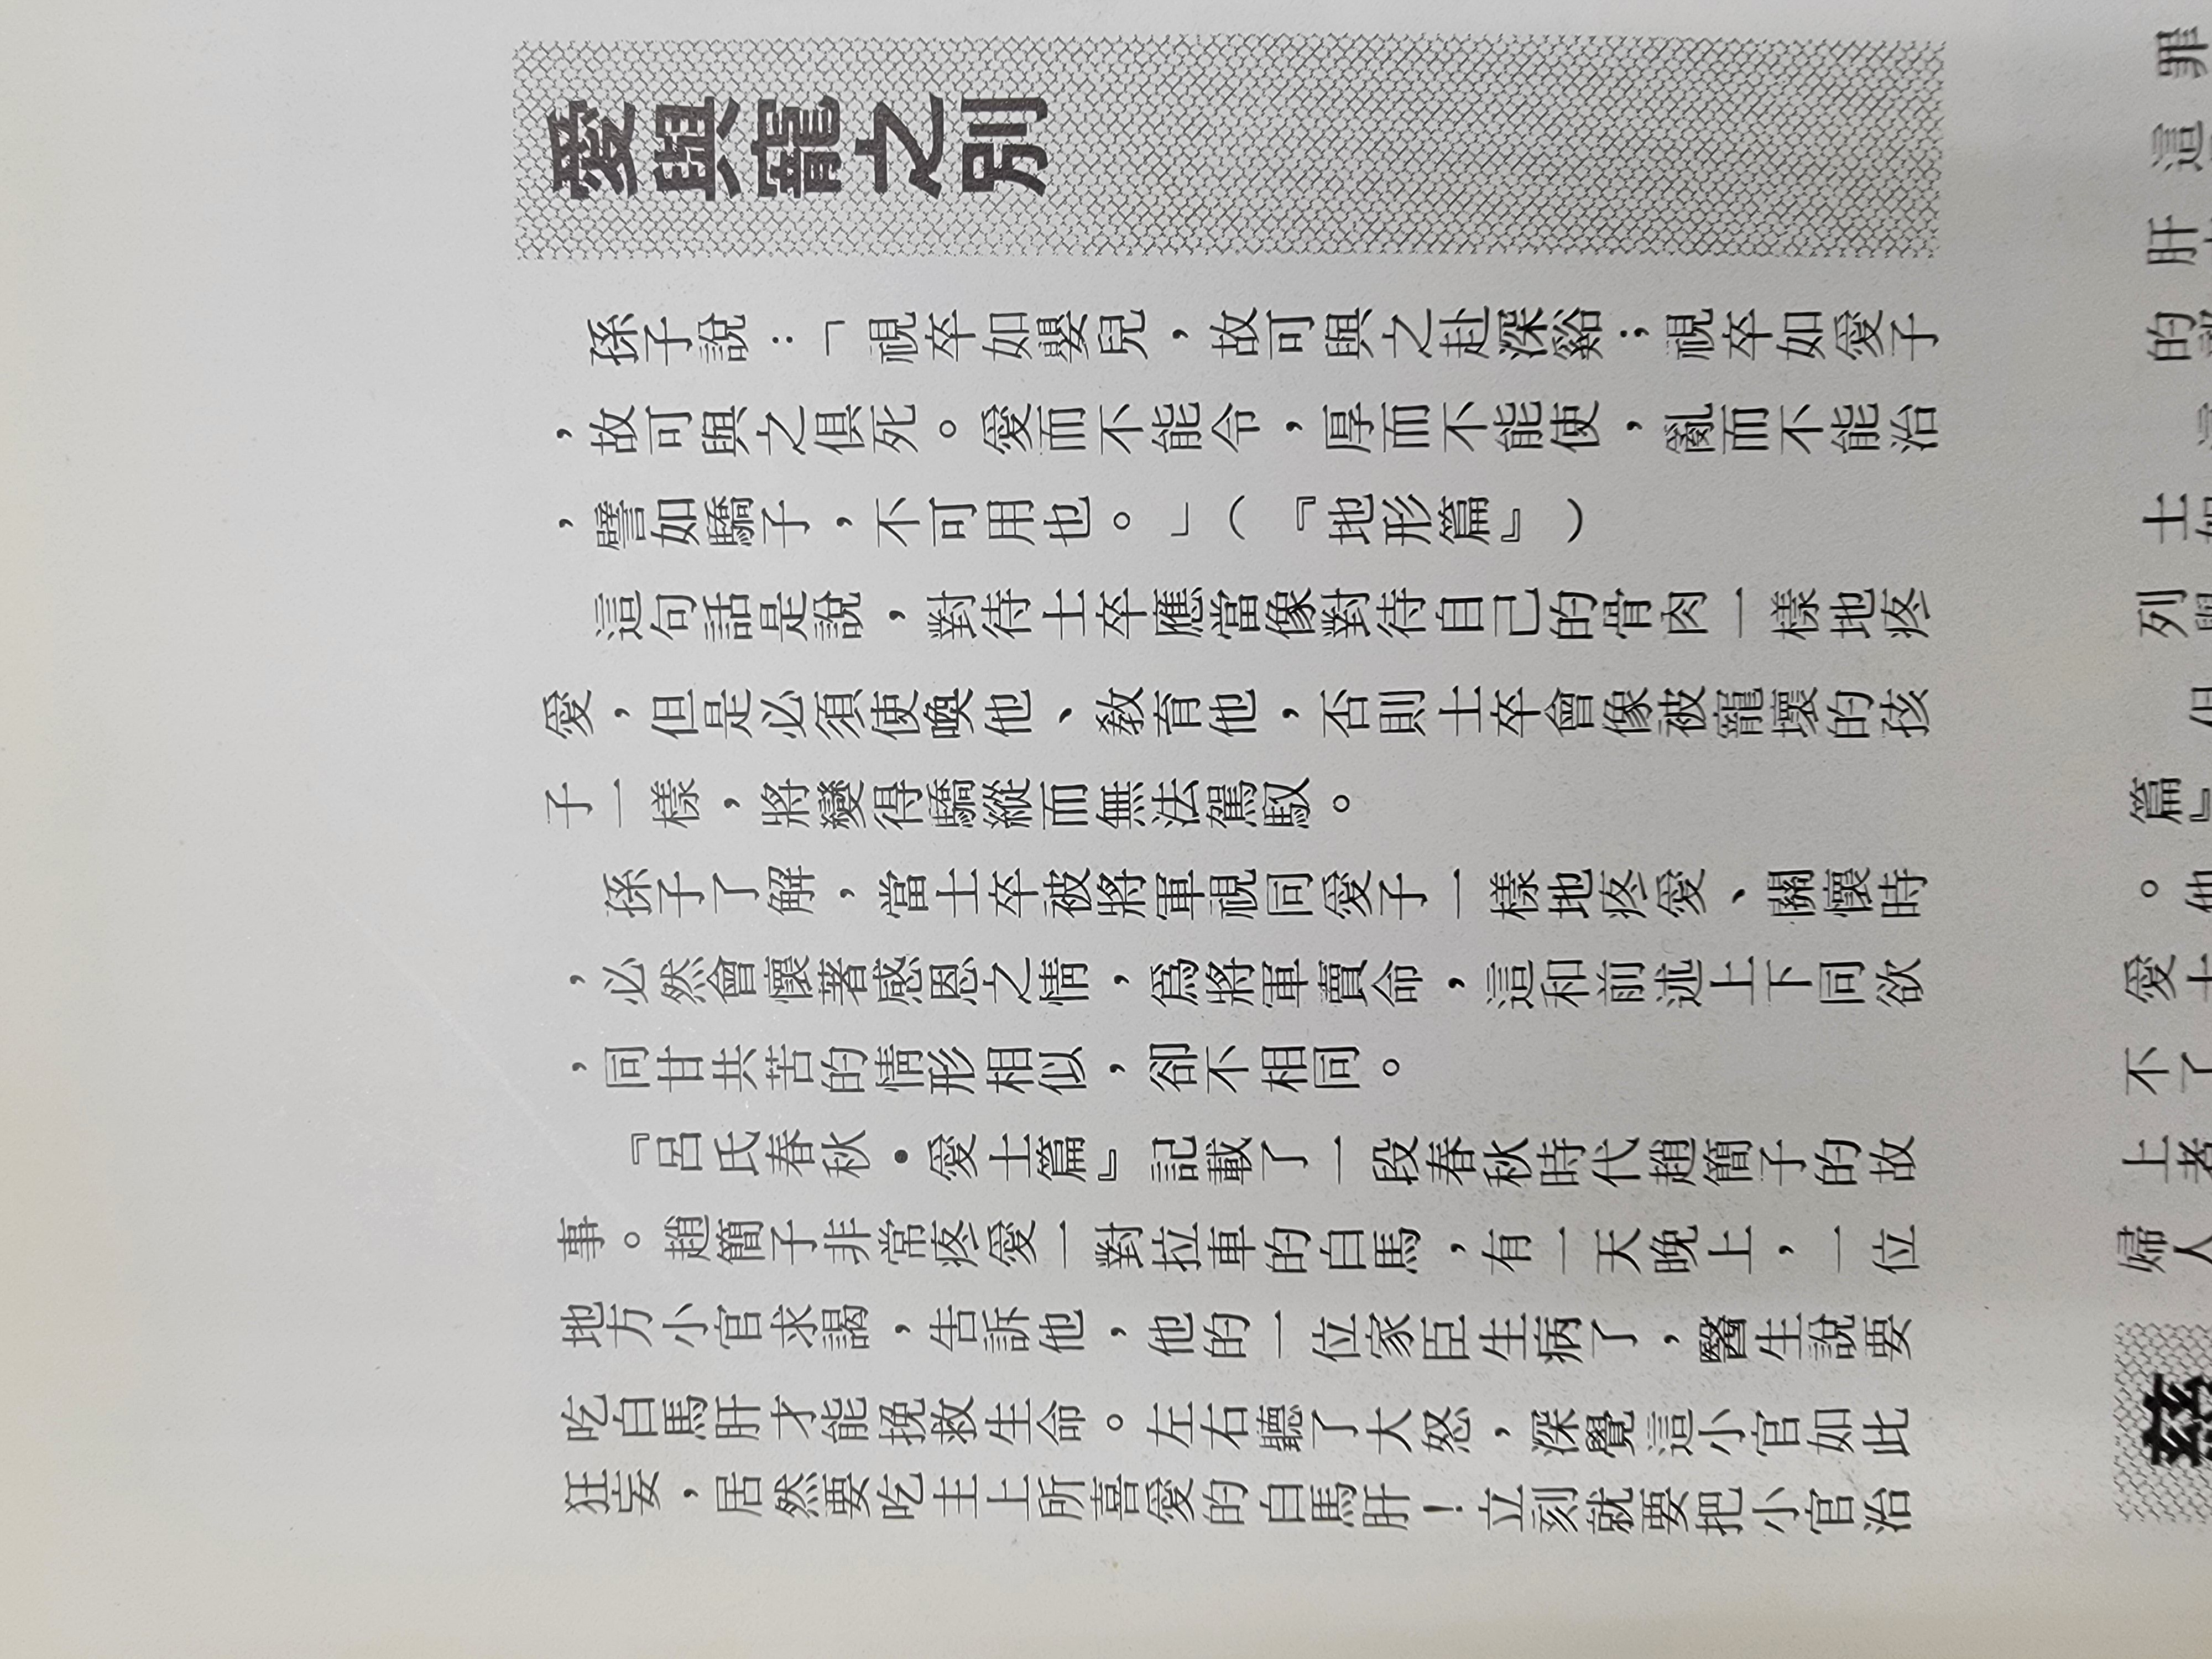 愛與寵之別
孫子說：「視卒如嬰兒，故可與之赴深谿；視卒如愛子
，故可與之俱死。愛而不能令，厚而不能使，亂而不能治
，譬如驕子，不可用也。」（『地形篇』）
這句話是說，對待士卒應當像對待自己的骨肉一樣地疼
愛，但是必須使喚他、敎育他，否則士卒會像被寵壞的孩
子一樣，將變得驕縱而無法駕馭。
孫子了解，當士卒被將軍視同愛子一樣地疼愛、關懷時
，必然會懷著感恩之情，爲將軍賣命，這和前述上下同欲
，同甘共苦的情形相似，卻不相同。
『呂氏春秋•愛士篇』記載了一段春秋時代趙簡子的故
事。趙簡子非常疼愛一對拉車的白馬，有一天晚上，一位
地方小官求謁，告訴他，他的一位家臣生病了，醫生說要
吃白馬肝才能挽救生命。左右聽了大怒，深覺這小官如此
狂妄，居然要吃主上所喜愛的白馬肝！立刻就要把小官治
罪
這
肝
的
士如
列與
但
篇』
。他
愛士
不了
上者
婦人
慈